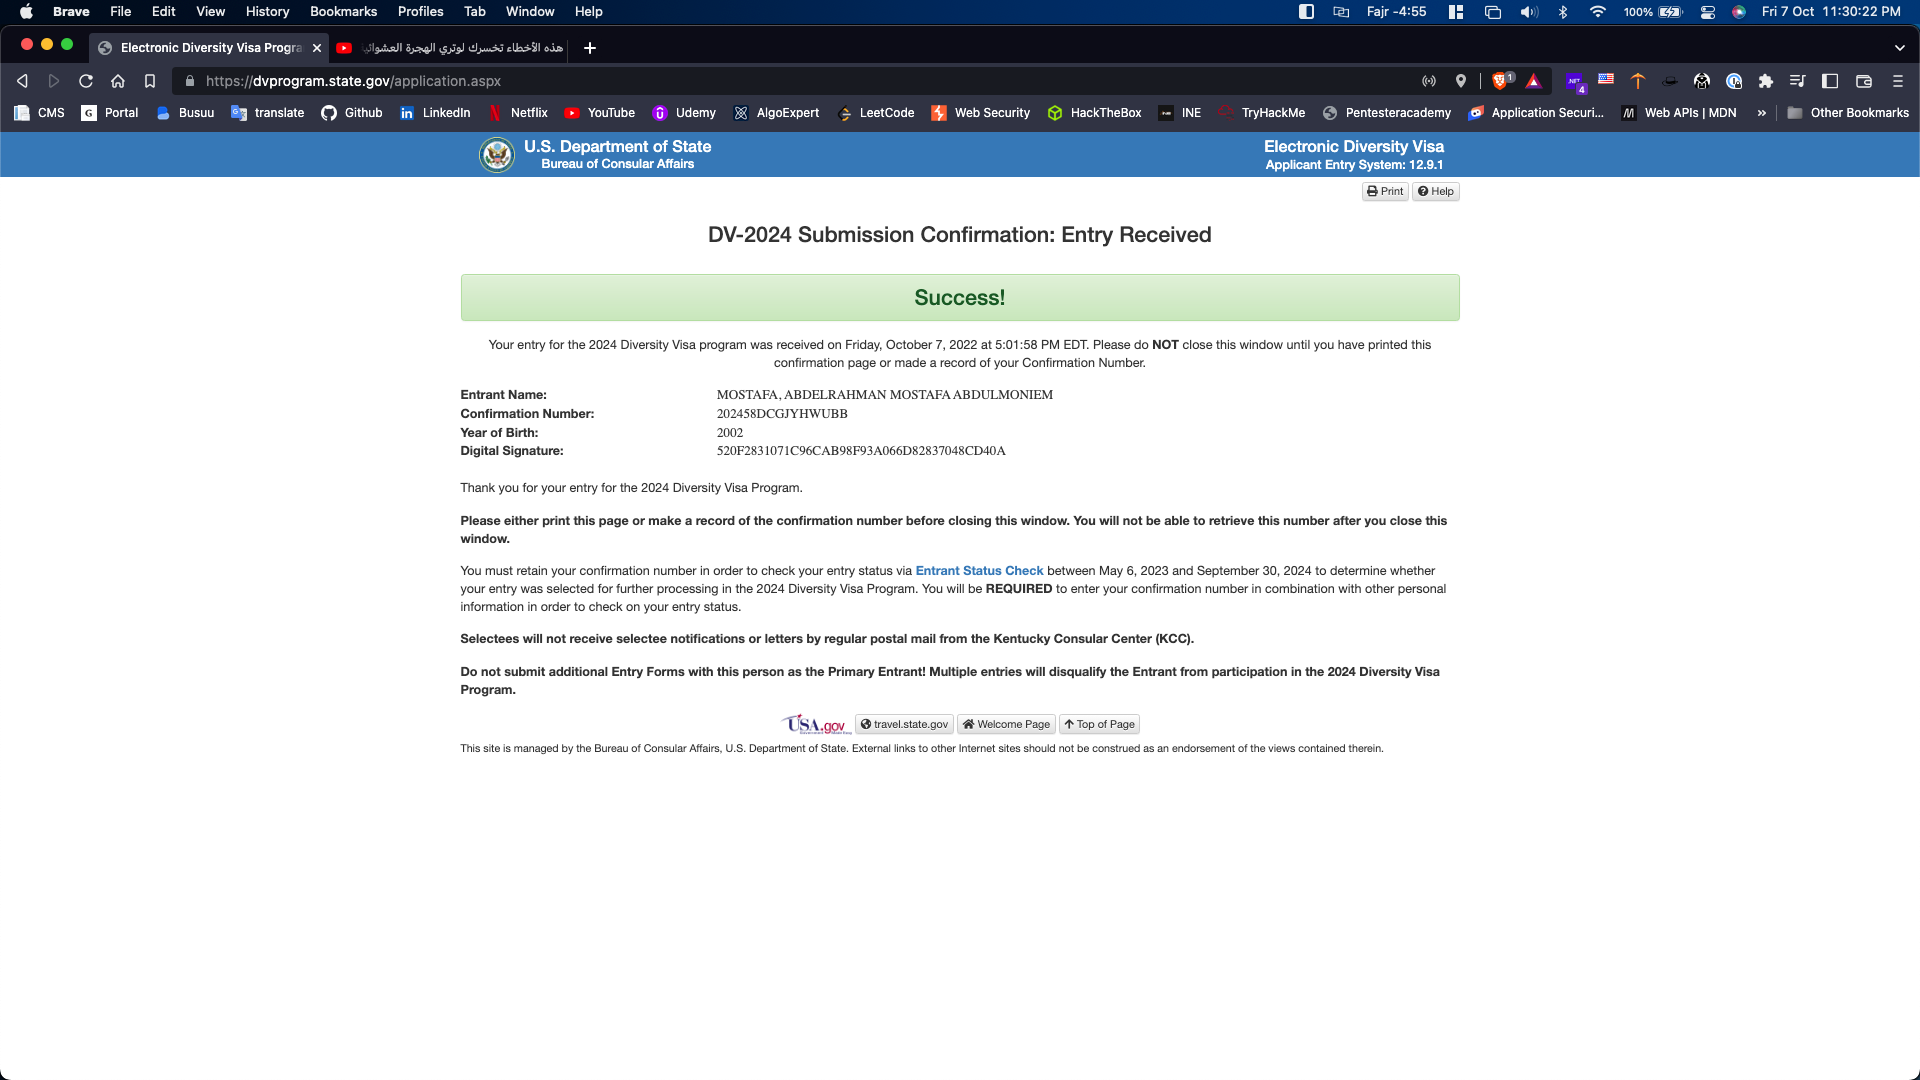 Brave File Edit View History Bookmarks Profiles Tab Window Help Fajr -4:55 100% Fri 7 Oct 11:30:22 PM
Electronic Diversity Visa Progra هذه الأخطاء تخسرك لوتري الهجرة العشوائي
https://dvprogram.state.gov/application.aspx 1 .NET 4
CMS G Portal Busuu translate Github LinkedIn Netflix YouTube Udemy AlgoExpert LeetCode Web Security HackTheBox INE TryHackMe Pentesteracademy Application Securi... Web APIs | MDN » Other Bookmarks
U.S. Department of State
Bureau of Consular Affairs
Electronic Diversity Visa
Applicant Entry System: 12.9.1
Print Help
DV-2024 Submission Confirmation: Entry Received
Success!
Your entry for the 2024 Diversity Visa program was received on Friday, October 7, 2022 at 5:01:58 PM EDT. Please do NOT close this window until you have printed this
confirmation page or made a record of your Confirmation Number.
Entrant Name: MOSTAFA, ABDELRAHMAN MOSTAFA ABDULMONIEM
Confirmation Number: 202458DCGJYHWUBB
Year of Birth: 2002
Digital Signature: 520F2831071C96CAB98F93A066D82837048CD40A
Thank you for your entry for the 2024 Diversity Visa Program.
Please either print this page or make a record of the confirmation number before closing this window. You will not be able to retrieve this number after you close this
window.
You must retain your confirmation number in order to check your entry status via Entrant Status Check between May 6, 2023 and September 30, 2024 to determine whether
your entry was selected for further processing in the 2024 Diversity Visa Program. You will be REQUIRED to enter your confirmation number in combination with other personal
information in order to check on your entry status.
Selectees will not receive selectee notifications or letters by regular postal mail from the Kentucky Consular Center (KCC).
Do not submit additional Entry Forms with this person as the Primary Entrant! Multiple entries will disqualify the Entrant from participation in the 2024 Diversity Visa
Program.
USA.gov travel.state.gov Welcome Page Top of Page
This site is managed by the Bureau of Consular Affairs, U.S. Department of State. External links to other Internet sites should not be construed as an endorsement of the views contained therein.